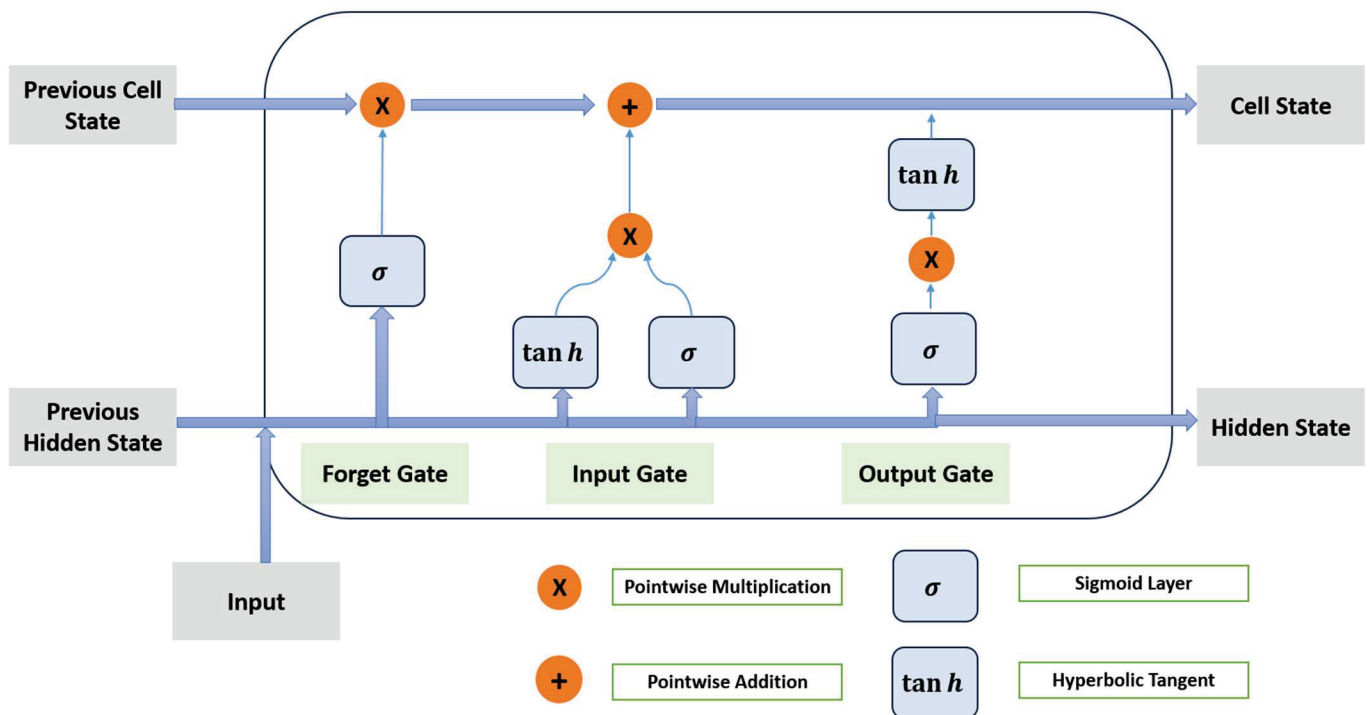 Previous Cell
State
X
+
Cell State
tan h
X
X
σ
tan h
σ
σ
Previous
Hidden State
Hidden State
Forget Gate
Input Gate
Output Gate
Input
X
Pointwise Multiplication
σ
Sigmoid Layer
+
Pointwise Addition
tan h
Hyperbolic Tangent